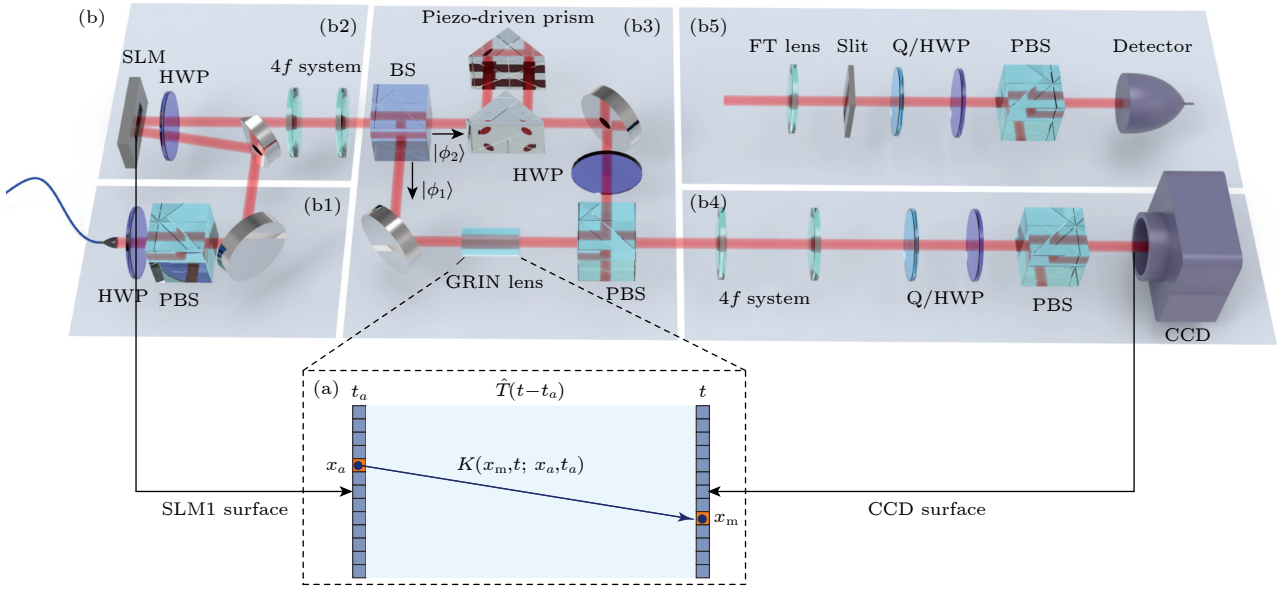 (b)
(b2)
SLM
HWP
4f system
Piezo-driven prism
(b3)
BS
|ϕ2⟩
|ϕ1⟩
HWP
(b5)
FT lens
Slit
Q/HWP
PBS
Detector
(b1)
HWP
PBS
GRIN lens
PBS
(b4)
4f system
Q/HWP
PBS
CCD
(a)
ta
T̂(t−ta)
t
xa
K(xm,t; xa,ta)
xm
SLM1 surface
CCD surface